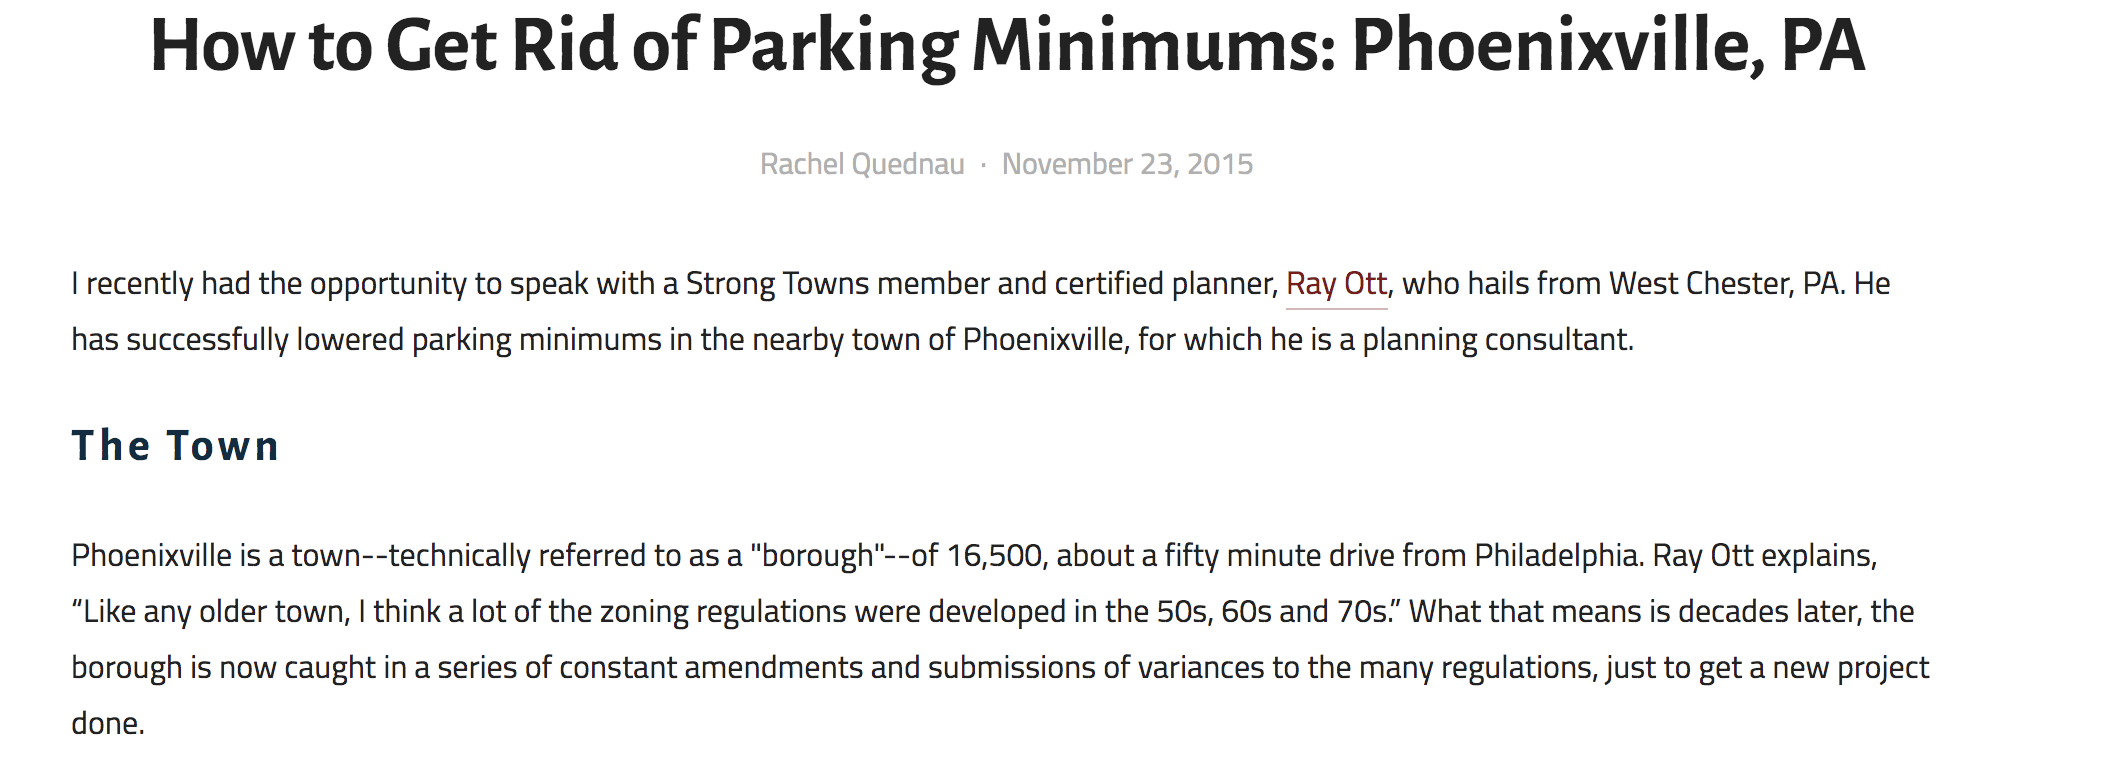 How to Get Rid of Parking Minimums: Phoenixville, PA
Rachel Quednau · November 23, 2015
I recently had the opportunity to speak with a Strong Towns member and certified planner, Ray Ott, who hails from West Chester, PA. He
has successfully lowered parking minimums in the nearby town of Phoenixville, for which he is a planning consultant.
The Town
Phoenixville is a town--technically referred to as a "borough"--of 16,500, about a fifty minute drive from Philadelphia. Ray Ott explains,
“Like any older town, I think a lot of the zoning regulations were developed in the 50s, 60s and 70s.” What that means is decades later, the
borough is now caught in a series of constant amendments and submissions of variances to the many regulations, just to get a new project
done.